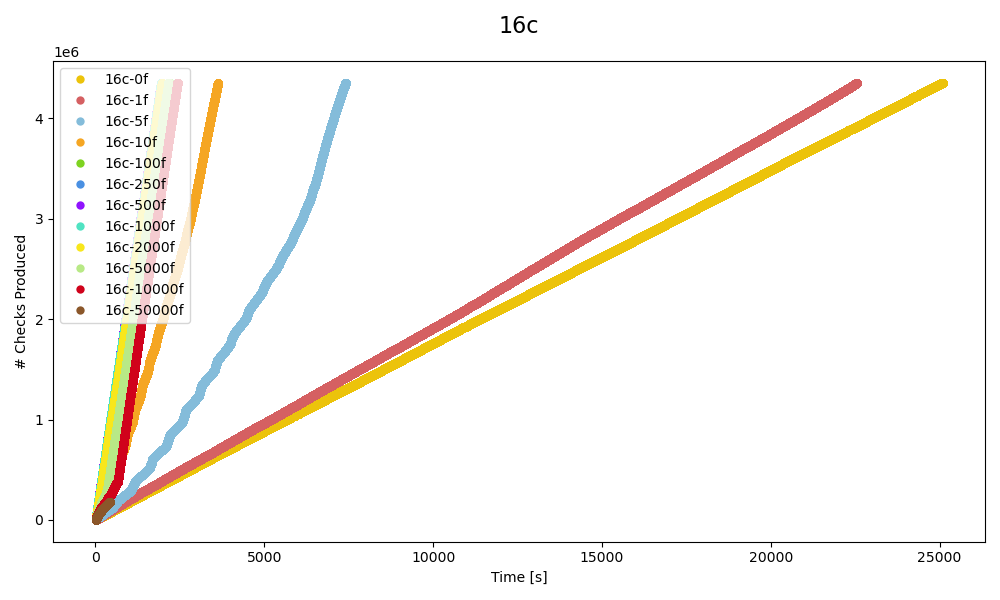 16c
1e6
16c-0f
16c-1f
16c-5f
16c-10f
16c-100f
16c-250f
16c-500f
16c-1000f
16c-2000f
16c-5000f
16c-10000f
16c-50000f
# Checks Produced
4
3
2
1
0
0 5000 10000 15000 20000 25000
Time [s]